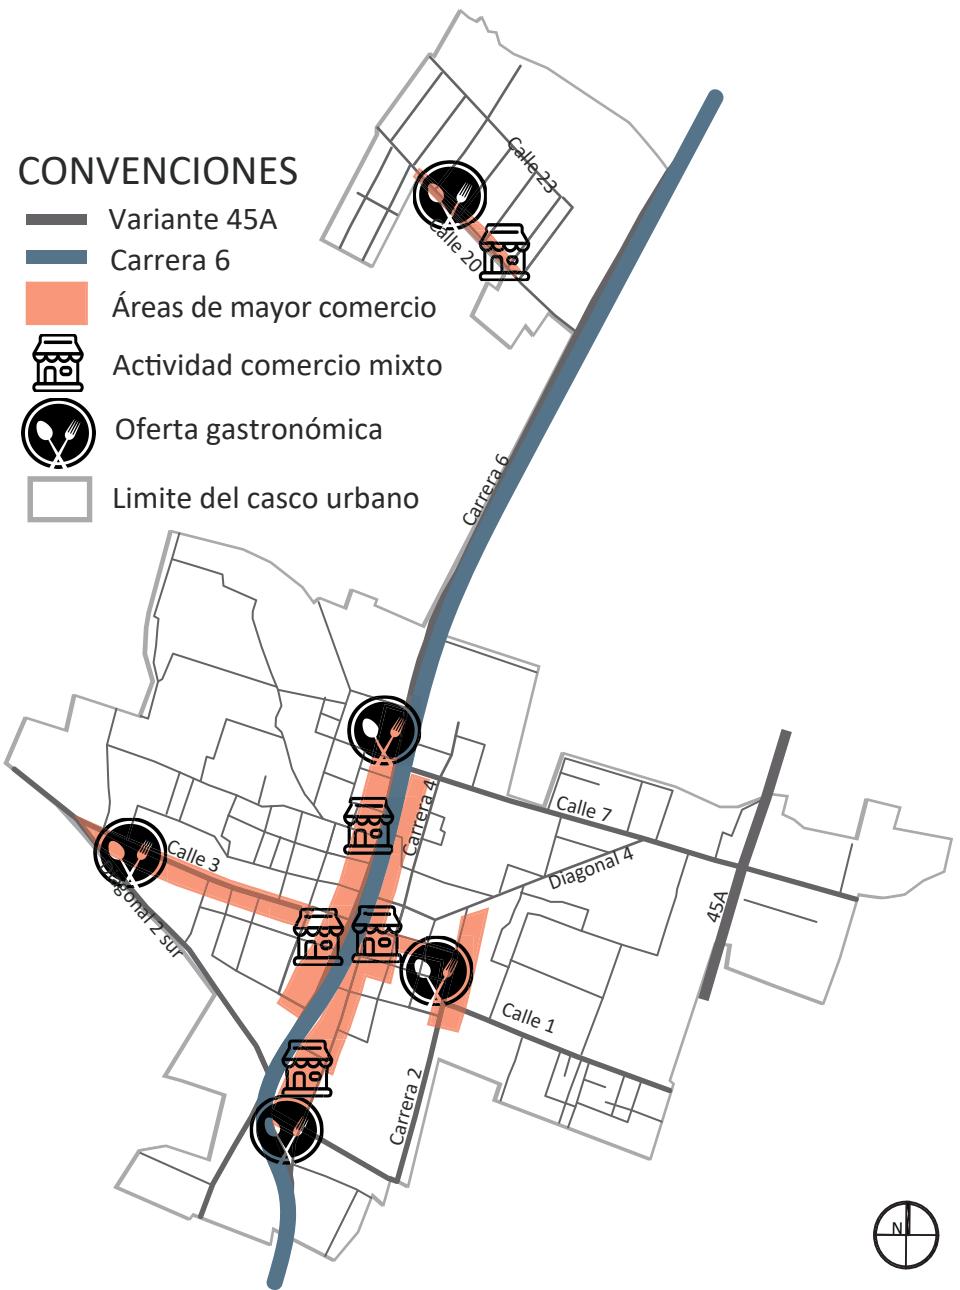 CONVENCIONES
Variante 45A
Carrera 6
Áreas de mayor comercio
Actividad comercio mixto
Oferta gastronómica
Limite del casco urbano
Calle 23
Calle 20
Carrera 6
Carrera 4
Calle 7
Calle 3
Diagonal 4
Diagonal 2 sur
45A
Calle 1
Carrera 2
N